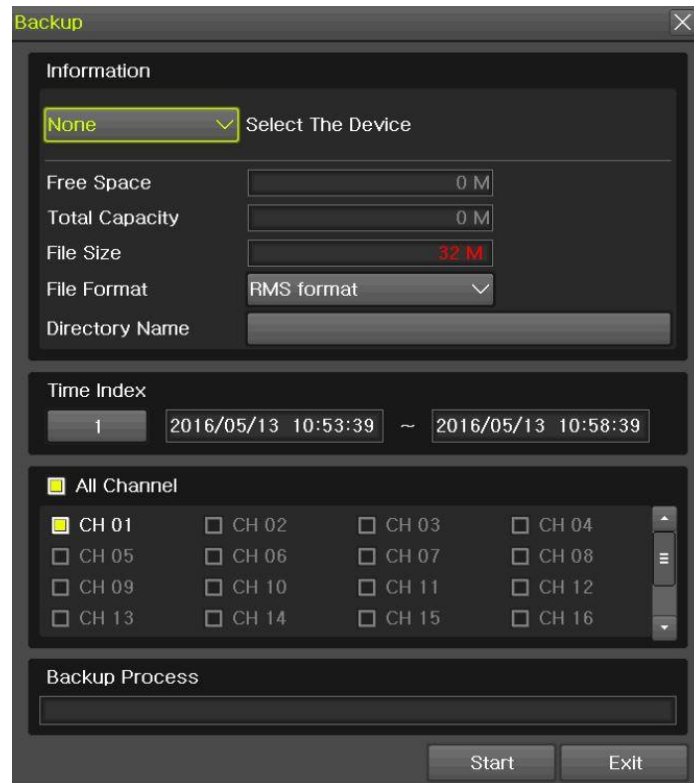 Backup
Information
None Select The Device
Free Space 0 M
Total Capacity 0 M
File Size 32 M
File Format RMS format
Directory Name
Time Index
1 2016/05/13 10:53:39 ~ 2016/05/13 10:58:39
All Channel
CH 01 CH 02 CH 03 CH 04
CH 05 CH 06 CH 07 CH 08
CH 09 CH 10 CH 11 CH 12
CH 13 CH 14 CH 15 CH 16
Backup Process
Start Exit